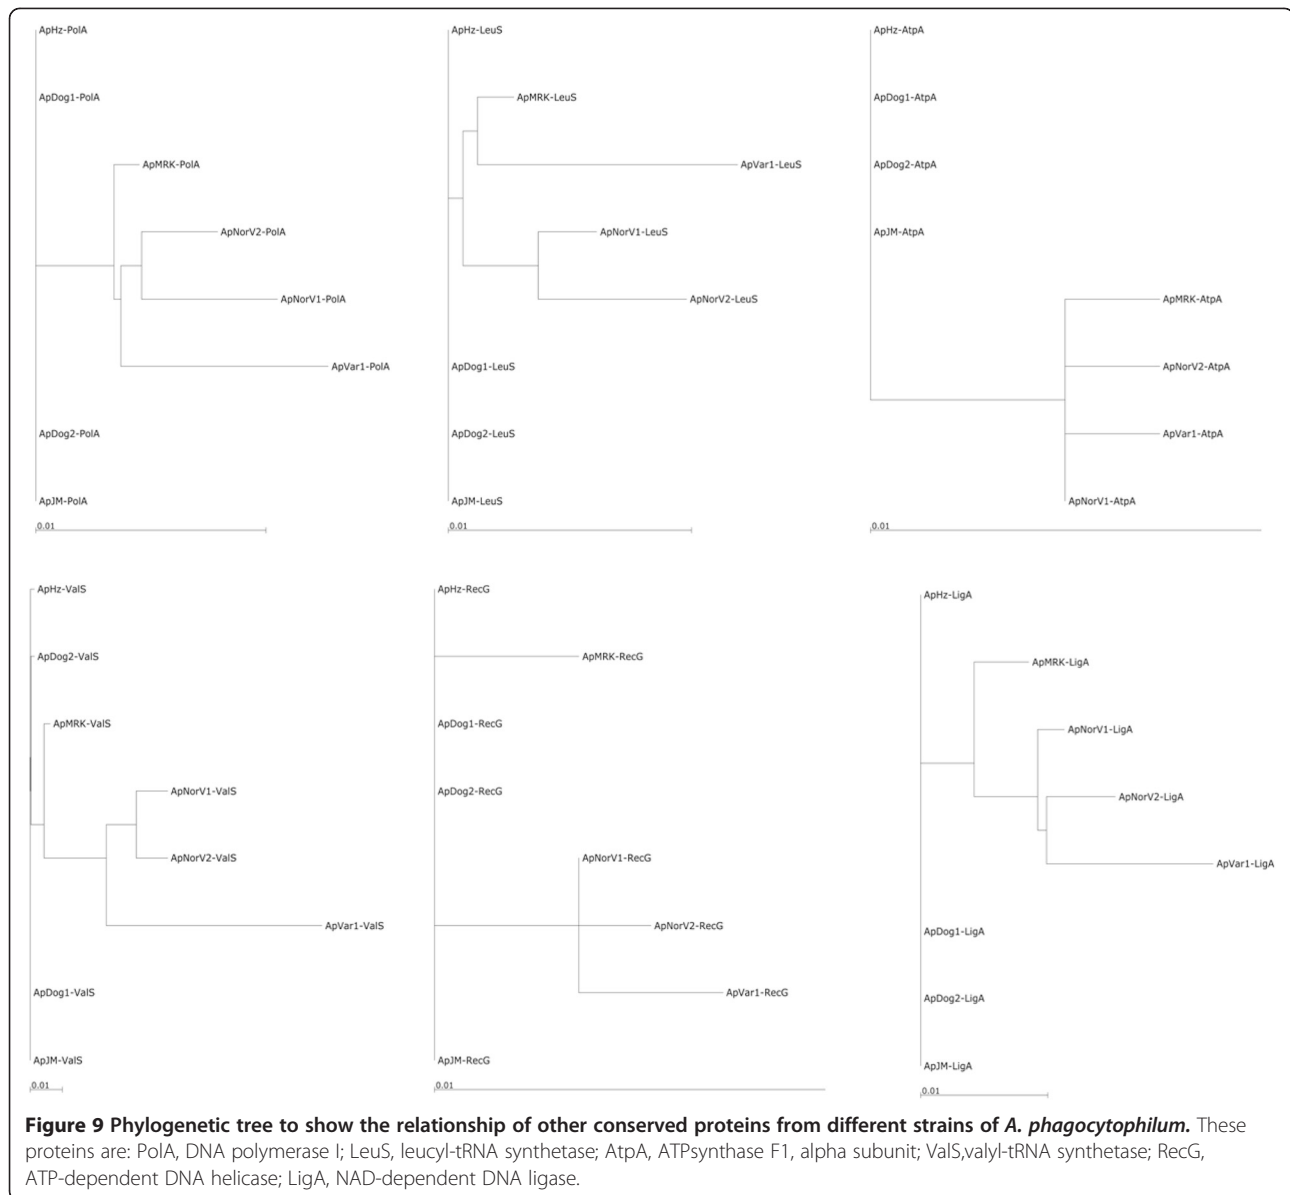 ApHz-PolA
ApDog1-PolA
ApMRK-PolA
ApNorV2-PolA
ApNorV1-PolA
ApVar1-PolA
ApDog2-PolA
ApJM-PolA
0.01
ApHz-LeuS
ApMRK-LeuS
ApVar1-LeuS
ApNorV1-LeuS
ApNorV2-LeuS
ApDog1-LeuS
ApDog2-LeuS
ApJM-LeuS
0.01
ApHz-AtpA
ApDog1-AtpA
ApDog2-AtpA
ApJM-AtpA
ApMRK-AtpA
ApNorV2-AtpA
ApVar1-AtpA
ApNorV1-AtpA
0.01
ApHz-ValS
ApDog2-ValS
ApMRK-ValS
ApNorV1-ValS
ApNorV2-ValS
ApVar1-ValS
ApDog1-ValS
ApJM-ValS
0.01
ApHz-RecG
ApMRK-RecG
ApDog1-RecG
ApDog2-RecG
ApNorV1-RecG
ApNorV2-RecG
ApVar1-RecG
ApJM-RecG
0.01
ApHz-LigA
ApMRK-LigA
ApNorV1-LigA
ApNorV2-LigA
ApVar1-LigA
ApDog1-LigA
ApDog2-LigA
ApJM-LigA
0.01
Figure 9 Phylogenetic tree to show the relationship of other conserved proteins from different strains of A. phagocytophilum. These
proteins are: PolA, DNA polymerase I; LeuS, leucyl-tRNA synthetase; AtpA, ATPsynthase F1, alpha subunit; ValS,valyl-tRNA synthetase; RecG,
ATP-dependent DNA helicase; LigA, NAD-dependent DNA ligase.